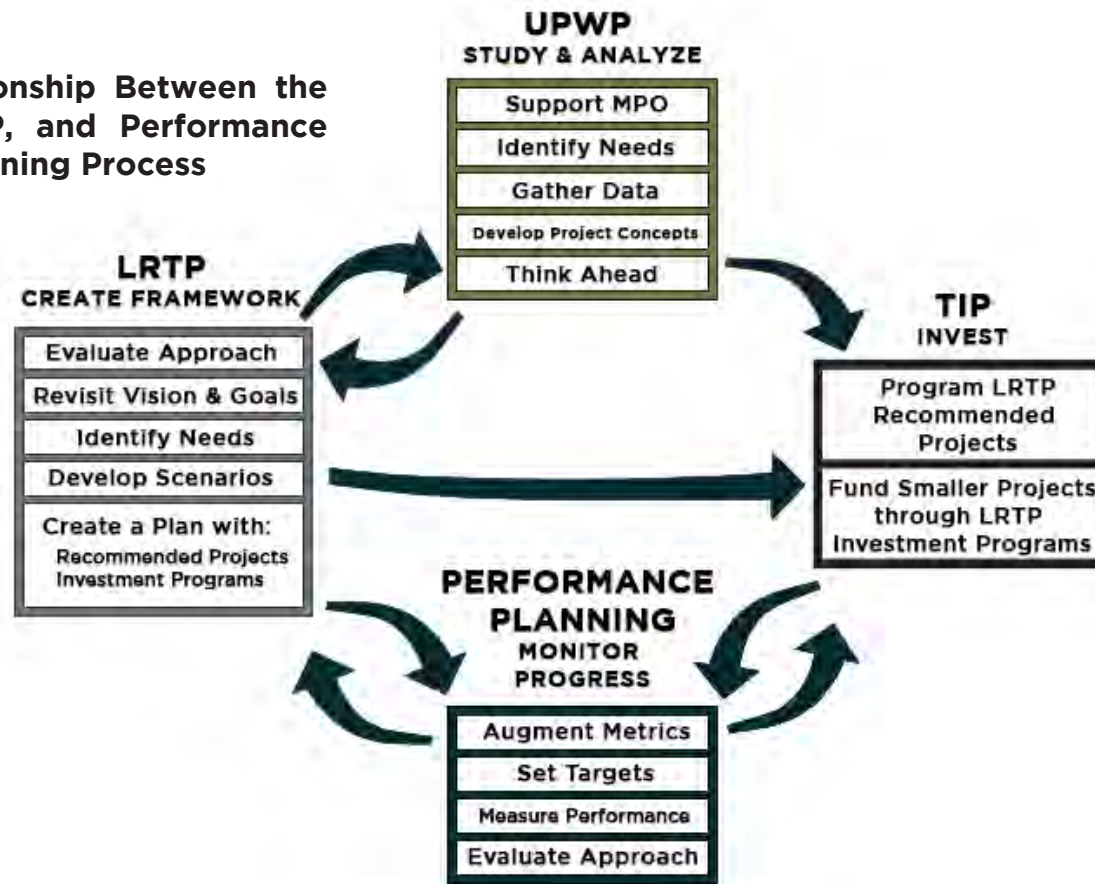 UPWP
STUDY & ANALYZE
Support MPO
Identify Needs
Gather Data
Develop Project Concepts
Think Ahead
onship Between the
P, and Performance
ning Process
LRTP
CREATE FRAMEWORK
Evaluate Approach
Revisit Vision & Goals
Identify Needs
Develop Scenarios
Create a Plan with:
Recommended Projects
Investment Programs
TIP
INVEST
Program LRTP
Recommended
Projects
Fund Smaller Projects
through LRTP
Investment Programs
PERFORMANCE
PLANNING
MONITOR
PROGRESS
Augment Metrics
Set Targets
Measure Performance
Evaluate Approach